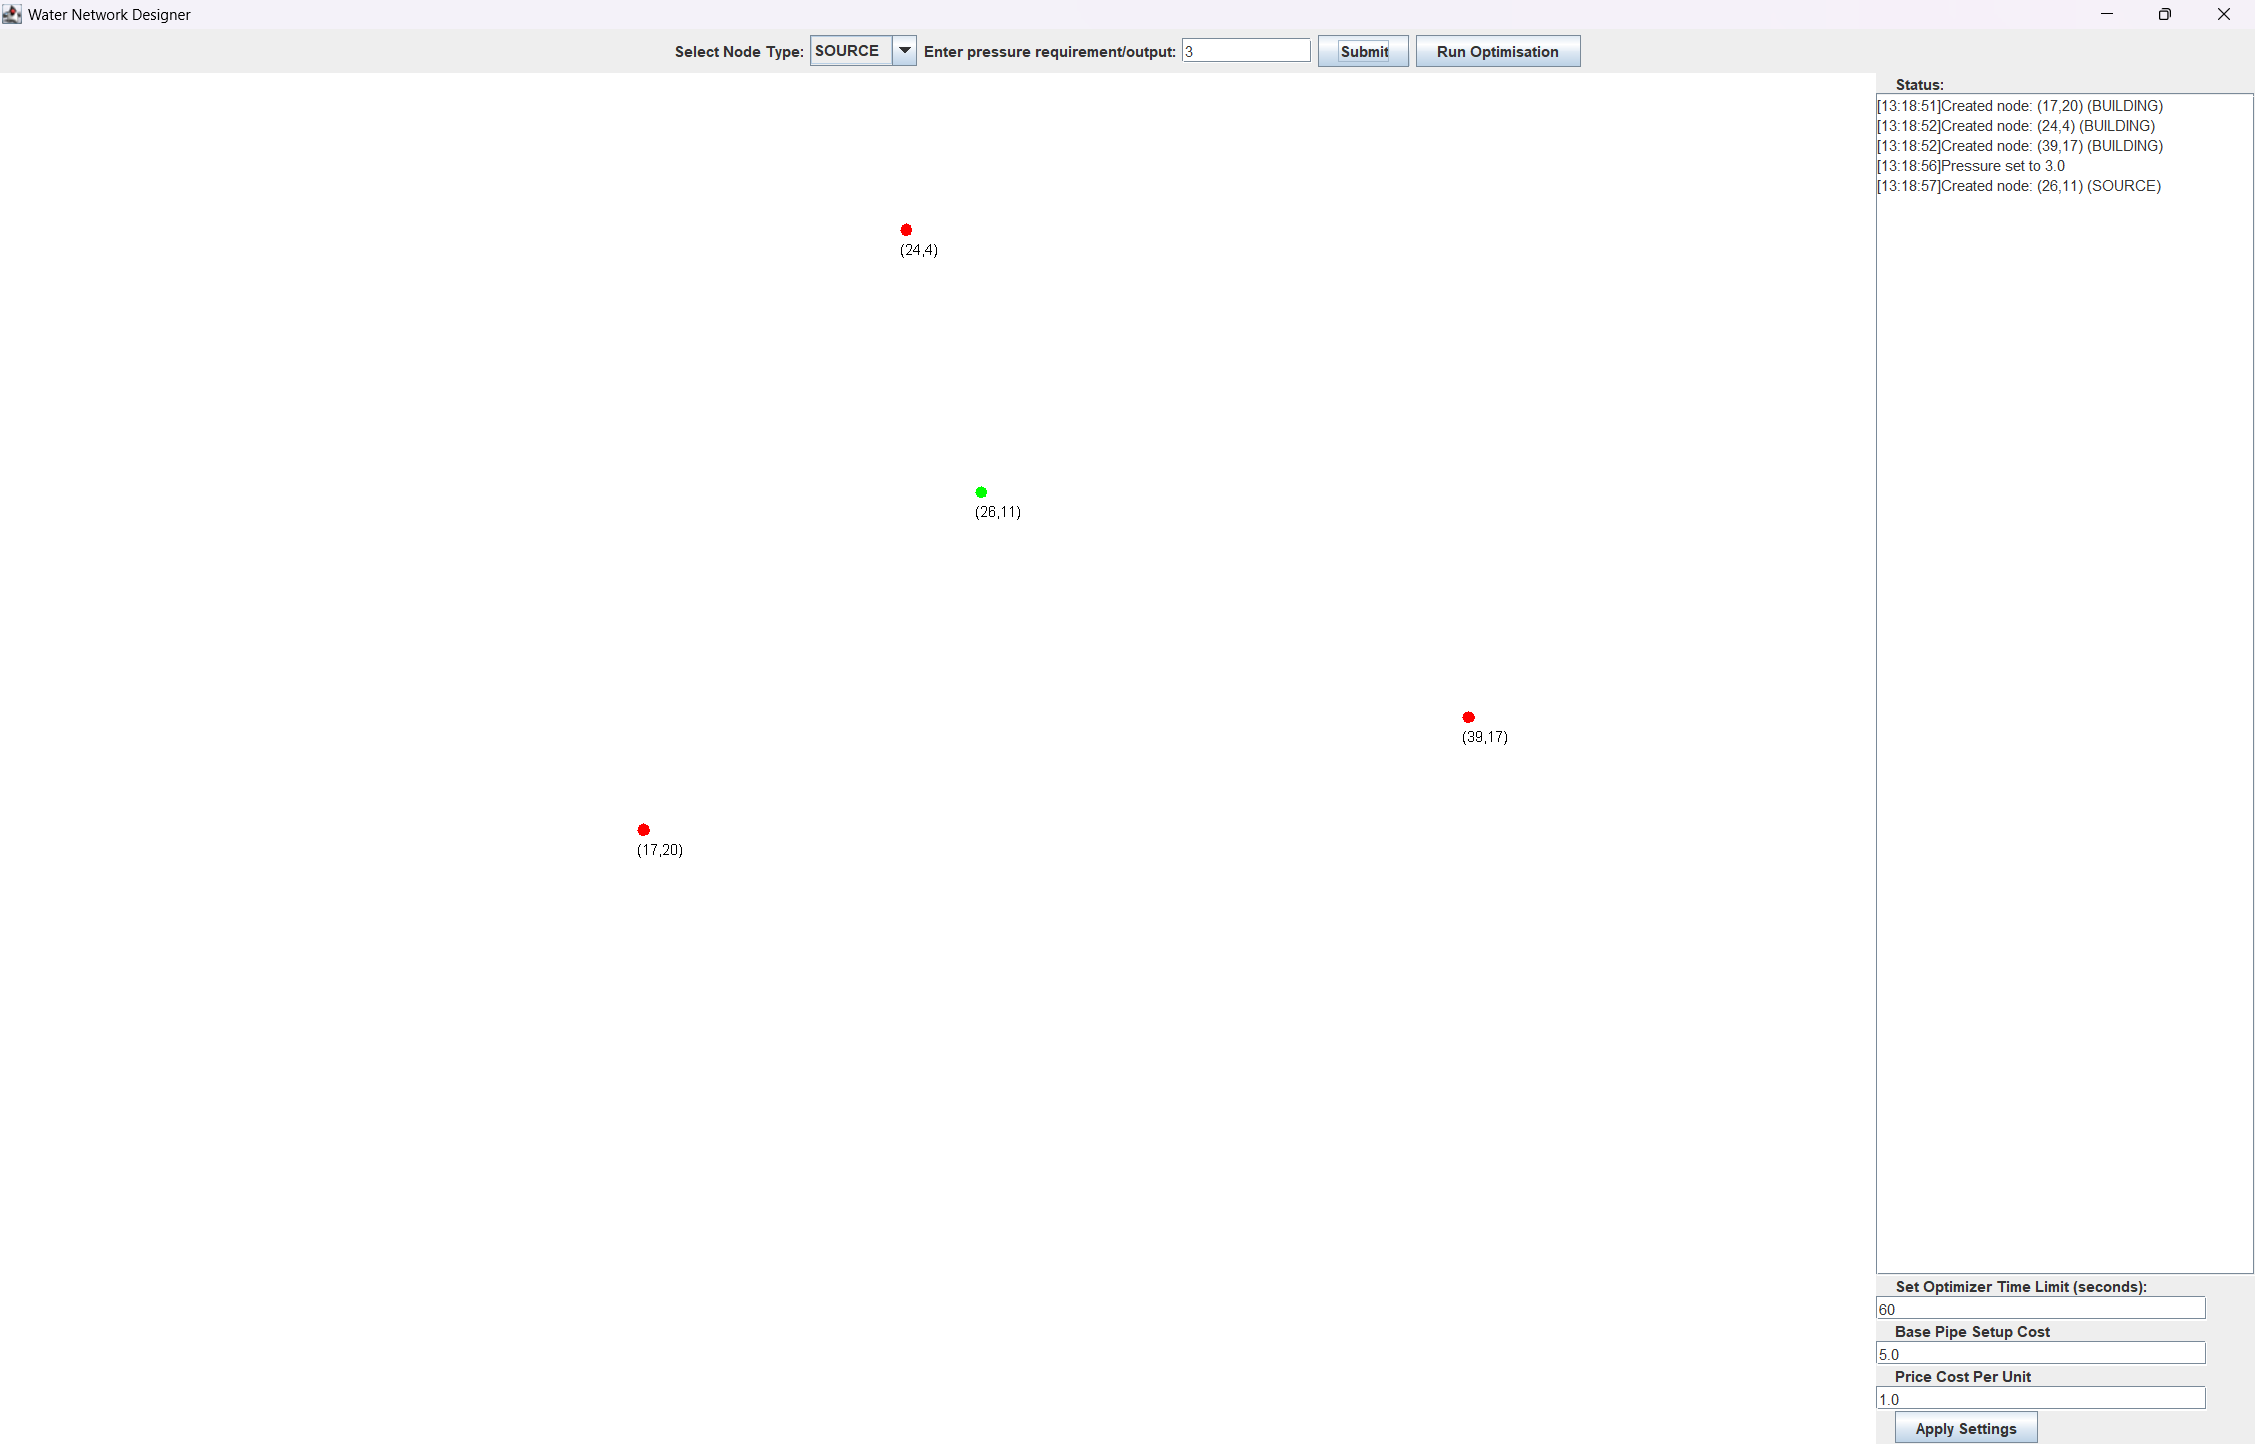 Water Network Designer
Select Node Type: SOURCE Enter pressure requirement/output: 3 Submit Run Optimisation
Status:
[13:18:51]Created node: (17,20) (BUILDING)
[13:18:52]Created node: (24,4) (BUILDING)
[13:18:52]Created node: (39,17) (BUILDING)
[13:18:56]Pressure set to 3.0
[13:18:57]Created node: (26,11) (SOURCE)
(24,4)
(26,11)
(39,17)
(17,20)
Set Optimizer Time Limit (seconds):
60
Base Pipe Setup Cost
5.0
Price Cost Per Unit
1.0
Apply Settings